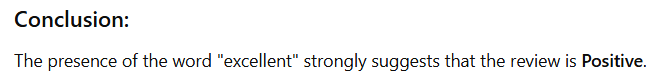 Conclusion:
The presence of the word "excellent" strongly suggests that the review is Positive.